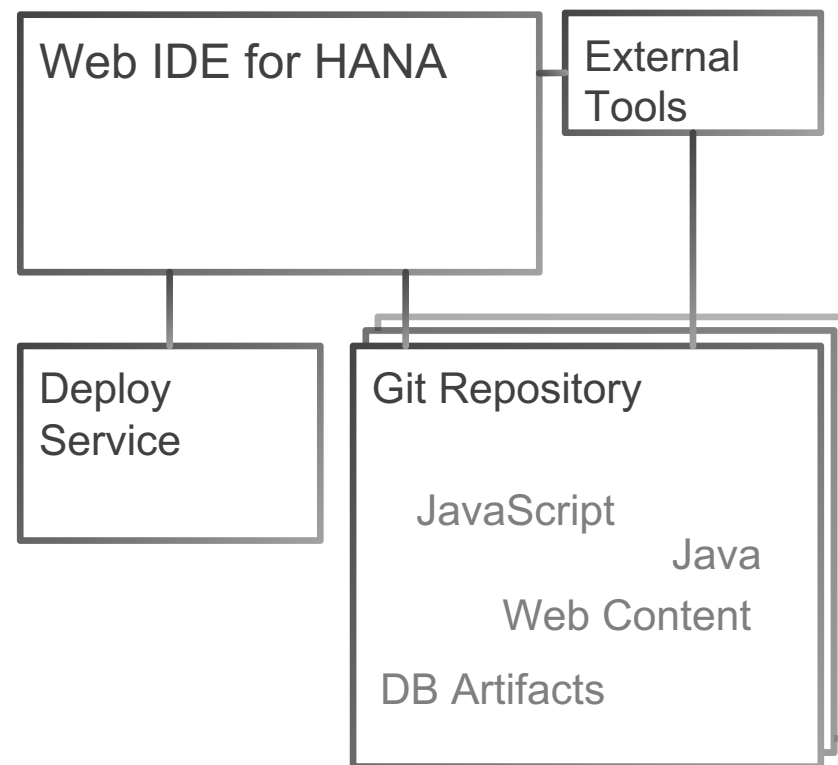 Web IDE for HANA
External
Tools
Deploy
Service
Git Repository
JavaScript
Java
Web Content
DB Artifacts